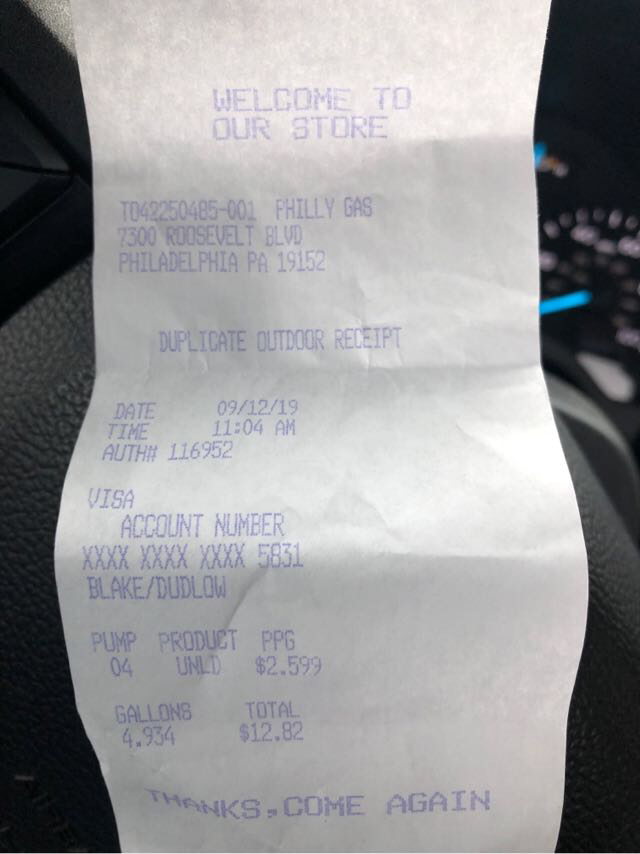 WELCOME TO
OUR STORE
T042250485-001 PHILLY GAS
7300 ROOSEVELT BLVD
PHILADELPHIA PA 19152
DUPLICATE OUTDOOR RECEIPT
DATE 09/12/19
TIME 11:04 AM
AUTH# 116952
VISA
ACCOUNT NUMBER
XXXX XXXX XXXX 5831
BLAKE/DUDLOW
PUMP PRODUCT PPG
04 UNLD $2.599
GALLONS TOTAL
4.934 $12.82
THANKS,COME AGAIN